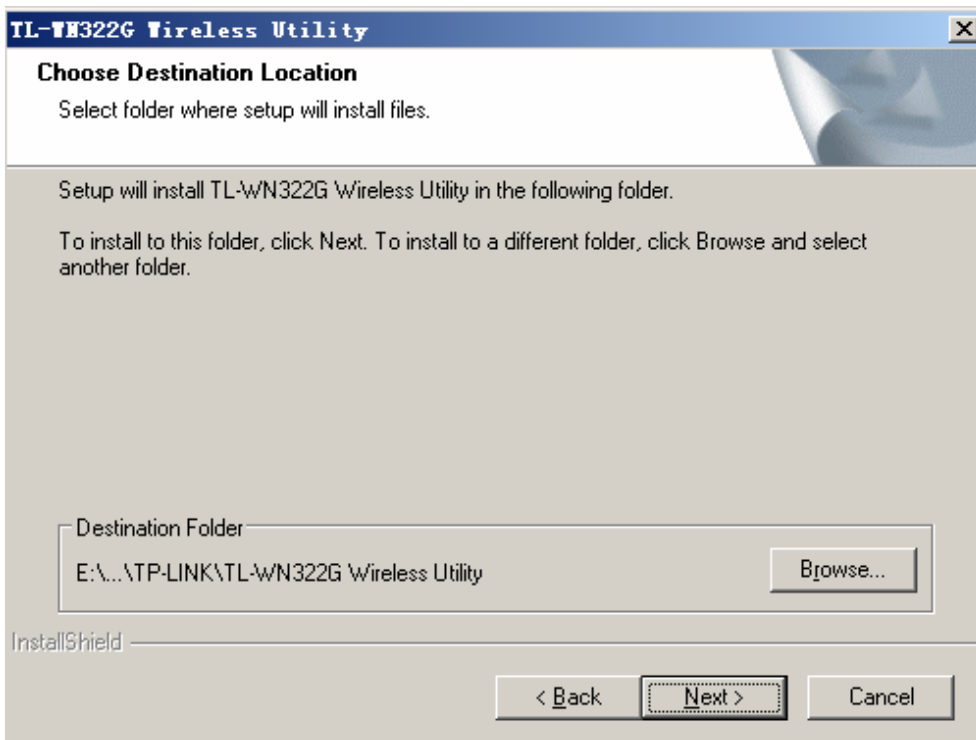 TL-WN322G Wireless Utility
Choose Destination Location
Select folder where setup will install files.
Setup will install TL-WN322G Wireless Utility in the following folder.
To install to this folder, click Next. To install to a different folder, click Browse and select
another folder.
Destination Folder
E:\...\TP-LINK\TL-WN322G Wireless Utility
Browse...
InstallShield
< Back
Next >
Cancel